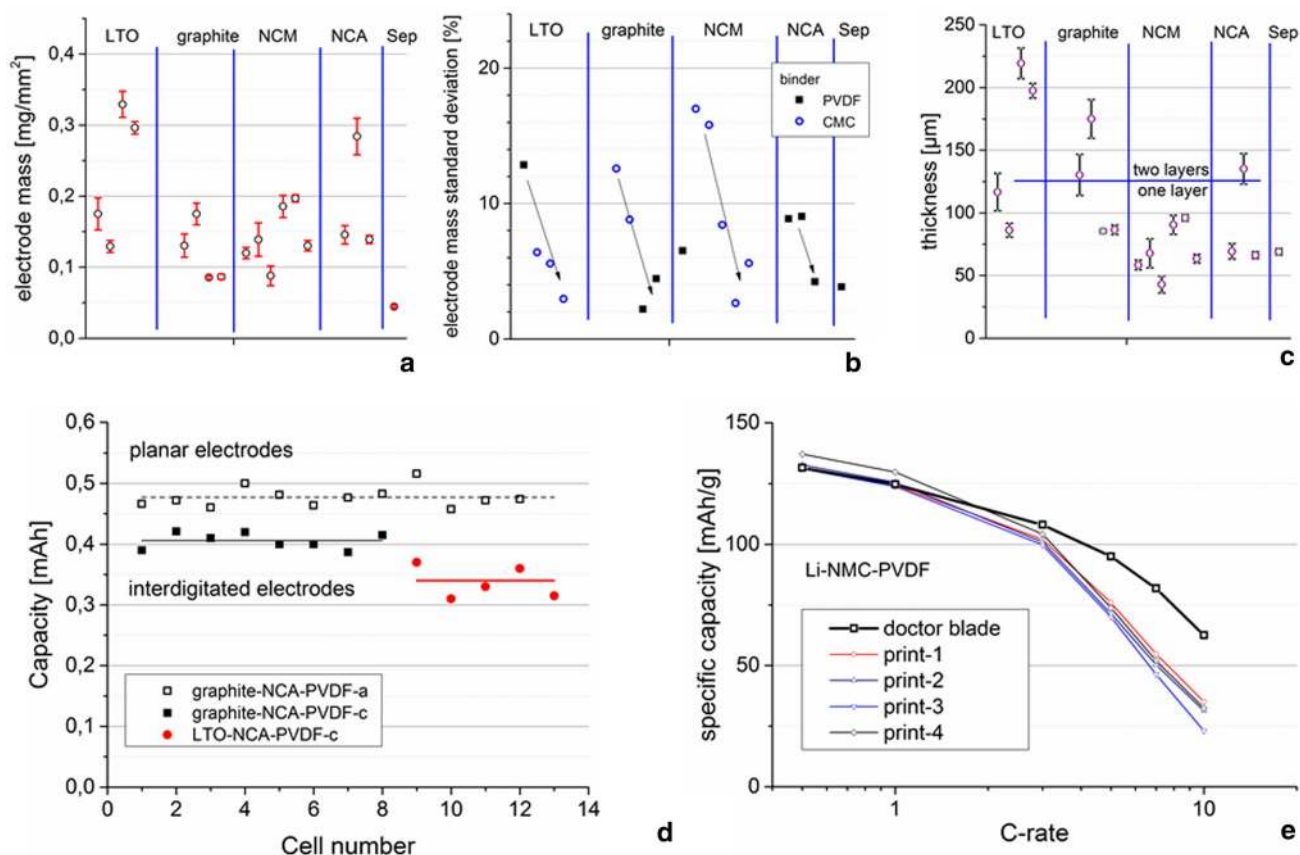 LTO graphite NCM NCA Sep
0,4
0,3
0,2
0,1
0,0
electrode mass [mg/mm²]
a
LTO graphite NCM NCA Sep
20
10
0
electrode mass standard deviation [%]
binder
PVDF
CMC
b
LTO graphite NCM NCA Sep
250
200
150
100
50
0
thickness [µm]
two layers
one layer
c
0,6
0,5
0,4
0,3
0,2
0,1
0,0
Capacity [mAh]
planar electrodes
interdigitated electrodes
graphite-NCA-PVDF-a
graphite-NCA-PVDF-c
LTO-NCA-PVDF-c
0 2 4 6 8 10 12 14
Cell number
d
150
100
50
0
specific capacity [mAh/g]
Li-NMC-PVDF
doctor blade
print-1
print-2
print-3
print-4
1 10
C-rate
e